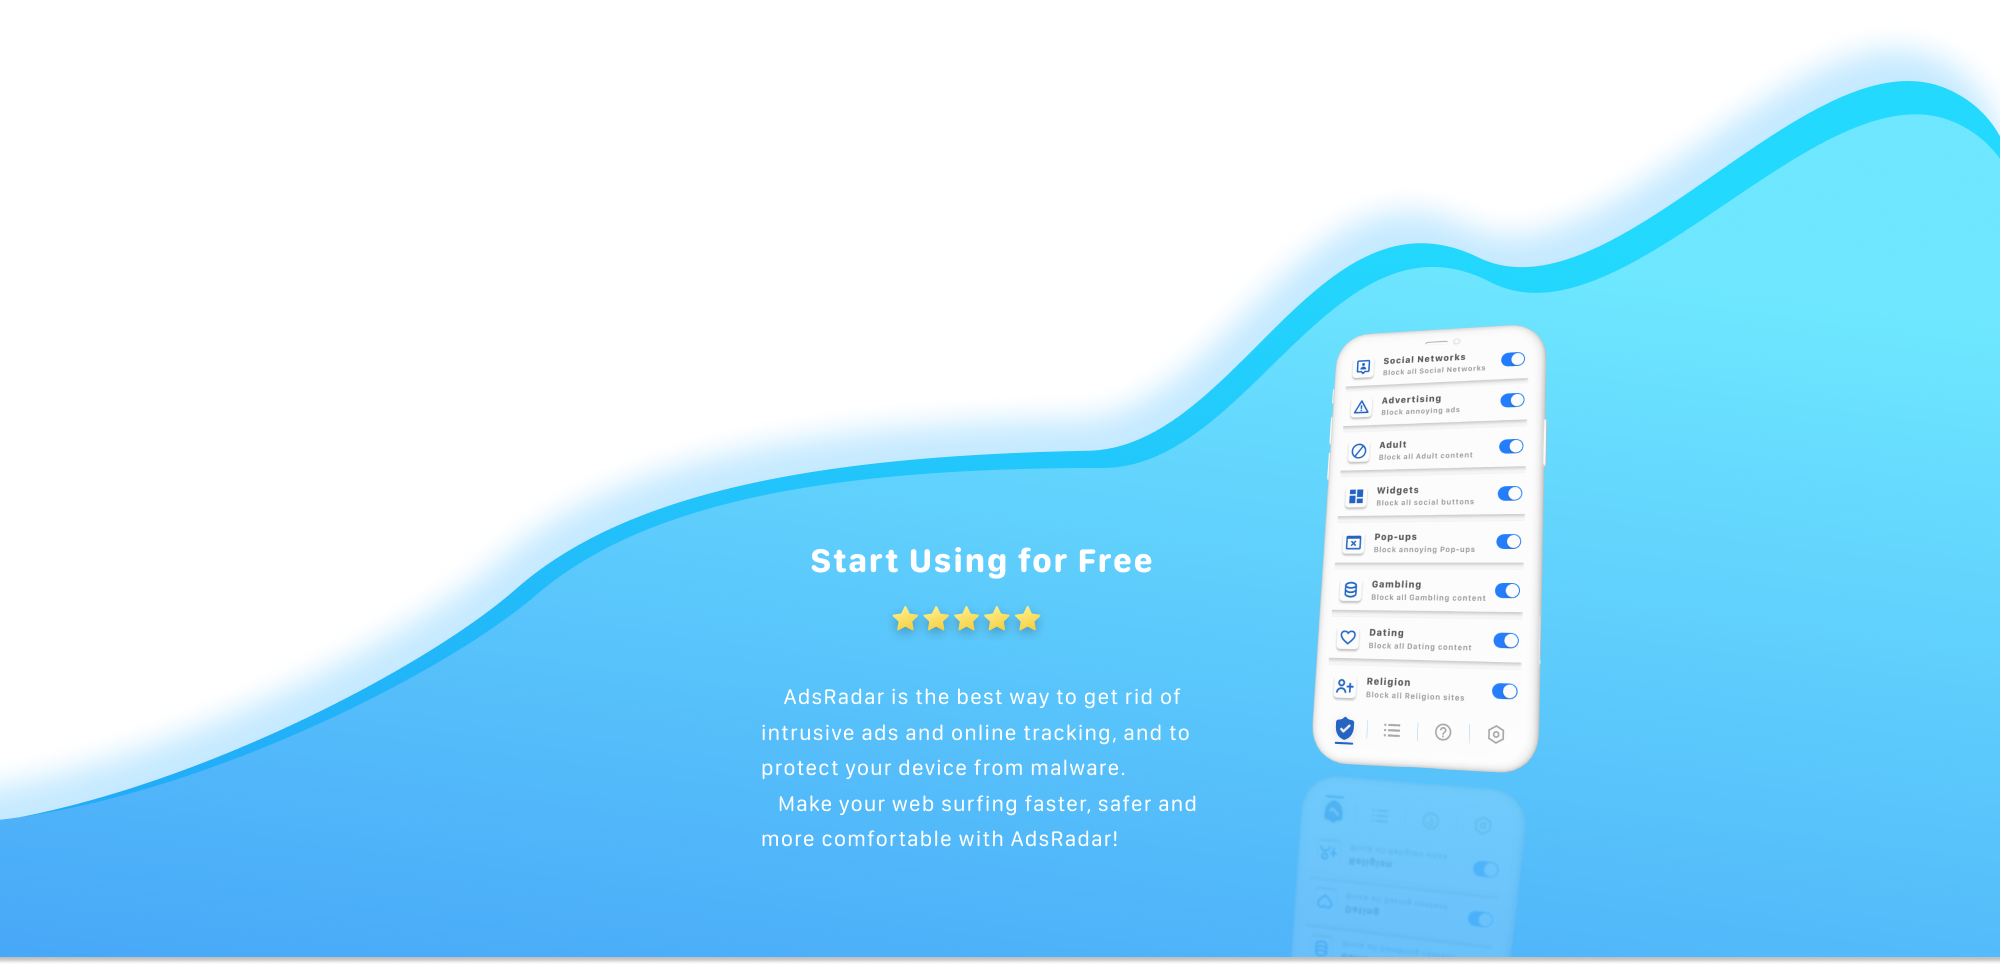 Start Using for Free
AdsRadar is the best way to get rid of
intrusive ads and online tracking, and to
protect your device from malware.
Make your web surfing faster, safer and
more comfortable with AdsRadar!
Social Networks
Block all Social Networks
Advertising
Block annoying ads
Adult
Block all Adult content
Widgets
Block all social buttons
Pop-ups
Block annoying Pop-ups
Gambling
Block all Gambling content
Dating
Block all Dating content
Religion
Block all Religion sites